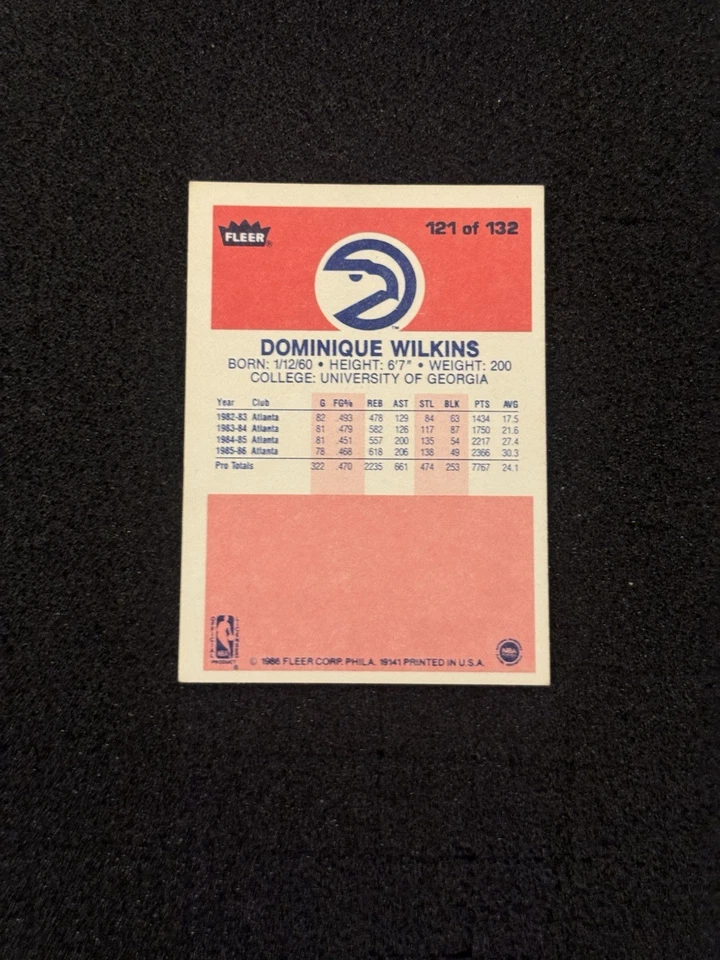 FLEER®
121 of 132
™
DOMINIQUE WILKINS
BORN: 1/12/60 • HEIGHT: 6'7" • WEIGHT: 200
COLLEGE: UNIVERSITY OF GEORGIA
Year Club G FG% REB AST STL BLK PTS AVG
1982-83 Atlanta 82 .493 478 129 84 63 1434 17.5
1983-84 Atlanta 81 .479 582 126 117 87 1750 21.6
1984-85 Atlanta 81 .451 557 200 135 54 2217 27.4
1985-86 Atlanta 78 .468 618 206 138 49 2366 30.3
Pro Totals 322 .470 2235 661 474 253 7767 24.1
OFFICIAL
PRODUCT
© 1986 FLEER CORP. PHILA. 19141 PRINTED IN U.S.A.
NBA